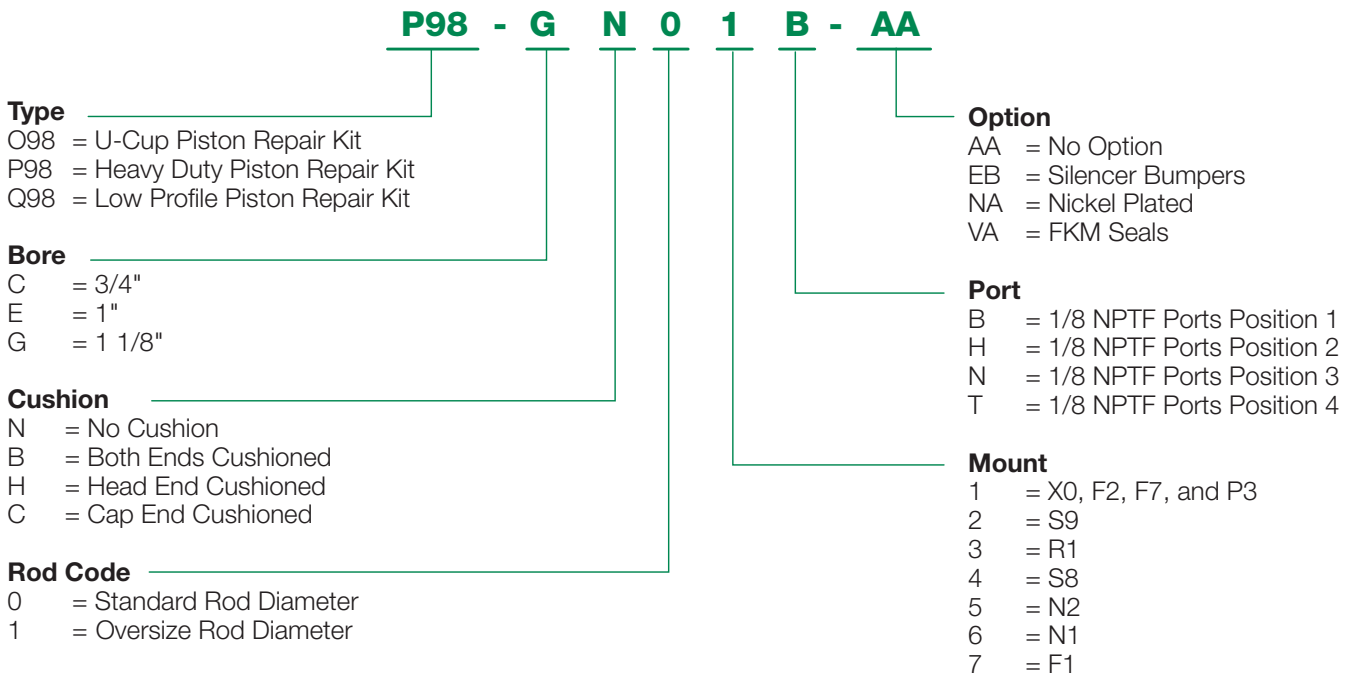 P98 - G N 0 1 B - AA
Type
O98 = U-Cup Piston Repair Kit
P98 = Heavy Duty Piston Repair Kit
Q98 = Low Profile Piston Repair Kit
Bore
C = 3/4"
E = 1"
G = 1 1/8"
Cushion
N = No Cushion
B = Both Ends Cushioned
H = Head End Cushioned
C = Cap End Cushioned
Rod Code
0 = Standard Rod Diameter
1 = Oversize Rod Diameter
Option
AA = No Option
EB = Silencer Bumpers
NA = Nickel Plated
VA = FKM Seals
Port
B = 1/8 NPTF Ports Position 1
H = 1/8 NPTF Ports Position 2
N = 1/8 NPTF Ports Position 3
T = 1/8 NPTF Ports Position 4
Mount
1 = X0, F2, F7, and P3
2 = S9
3 = R1
4 = S8
5 = N2
6 = N1
7 = F1